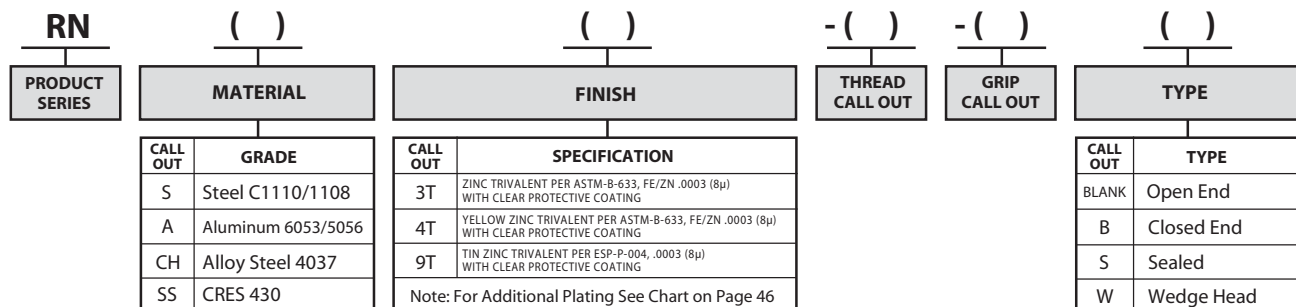 RN ( ) ( ) - ( ) - ( ) ( )
PRODUCT SERIES
MATERIAL
FINISH
THREAD CALL OUT
GRIP CALL OUT
TYPE
CALL OUT GRADE
S Steel C1110/1108
A Aluminum 6053/5056
CH Alloy Steel 4037
SS CRES 430
CALL OUT SPECIFICATION
3T ZINC TRIVALENT PER ASTM-B-633, FE/ZN .0003 (8µ)
WITH CLEAR PROTECTIVE COATING
4T YELLOW ZINC TRIVALENT PER ASTM-B-633, FE/ZN .0003 (8µ)
WITH CLEAR PROTECTIVE COATING
9T TIN ZINC TRIVALENT PER ESP-P-004, .0003 (8µ)
WITH CLEAR PROTECTIVE COATING
Note: For Additional Plating See Chart on Page 46
CALL OUT TYPE
BLANK Open End
B Closed End
S Sealed
W Wedge Head